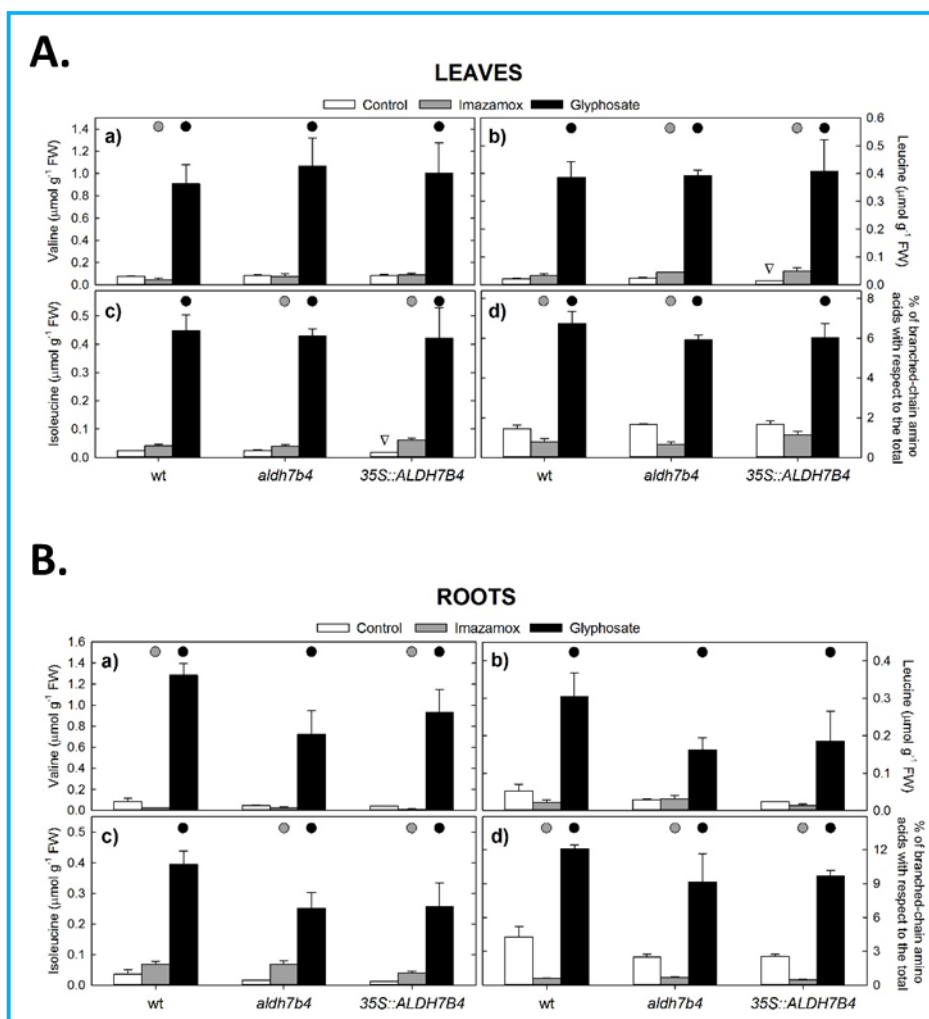 A.
LEAVES
Control Imazamox Glyphosate
a)
Valine (µmol g⁻¹ FW)
1.4
1.2
1.0
0.8
0.6
0.4
0.2
0.0
b)
Leucine (µmol g⁻¹ FW)
0.6
0.5
0.4
0.3
0.2
0.1
0.0
c)
Isoleucine (µmol g⁻¹ FW)
0.5
0.4
0.3
0.2
0.1
0.0
d)
% of branched-chain amino
acids with respect to the total
8
6
4
2
0
wt aldh7b4 35S::ALDH7B4 wt aldh7b4 35S::ALDH7B4
B.
ROOTS
Control Imazamox Glyphosate
a)
Valine (µmol g⁻¹ FW)
1.6
1.4
1.2
1.0
0.8
0.6
0.4
0.2
0.0
b)
Leucine (µmol g⁻¹ FW)
0.4
0.3
0.2
0.1
0.0
c)
Isoleucine (µmol g⁻¹ FW)
0.5
0.4
0.3
0.2
0.1
0.0
d)
% of branched-chain amino
acids with respect to the total
12
9
6
3
0
wt aldh7b4 35S::ALDH7B4 wt aldh7b4 35S::ALDH7B4